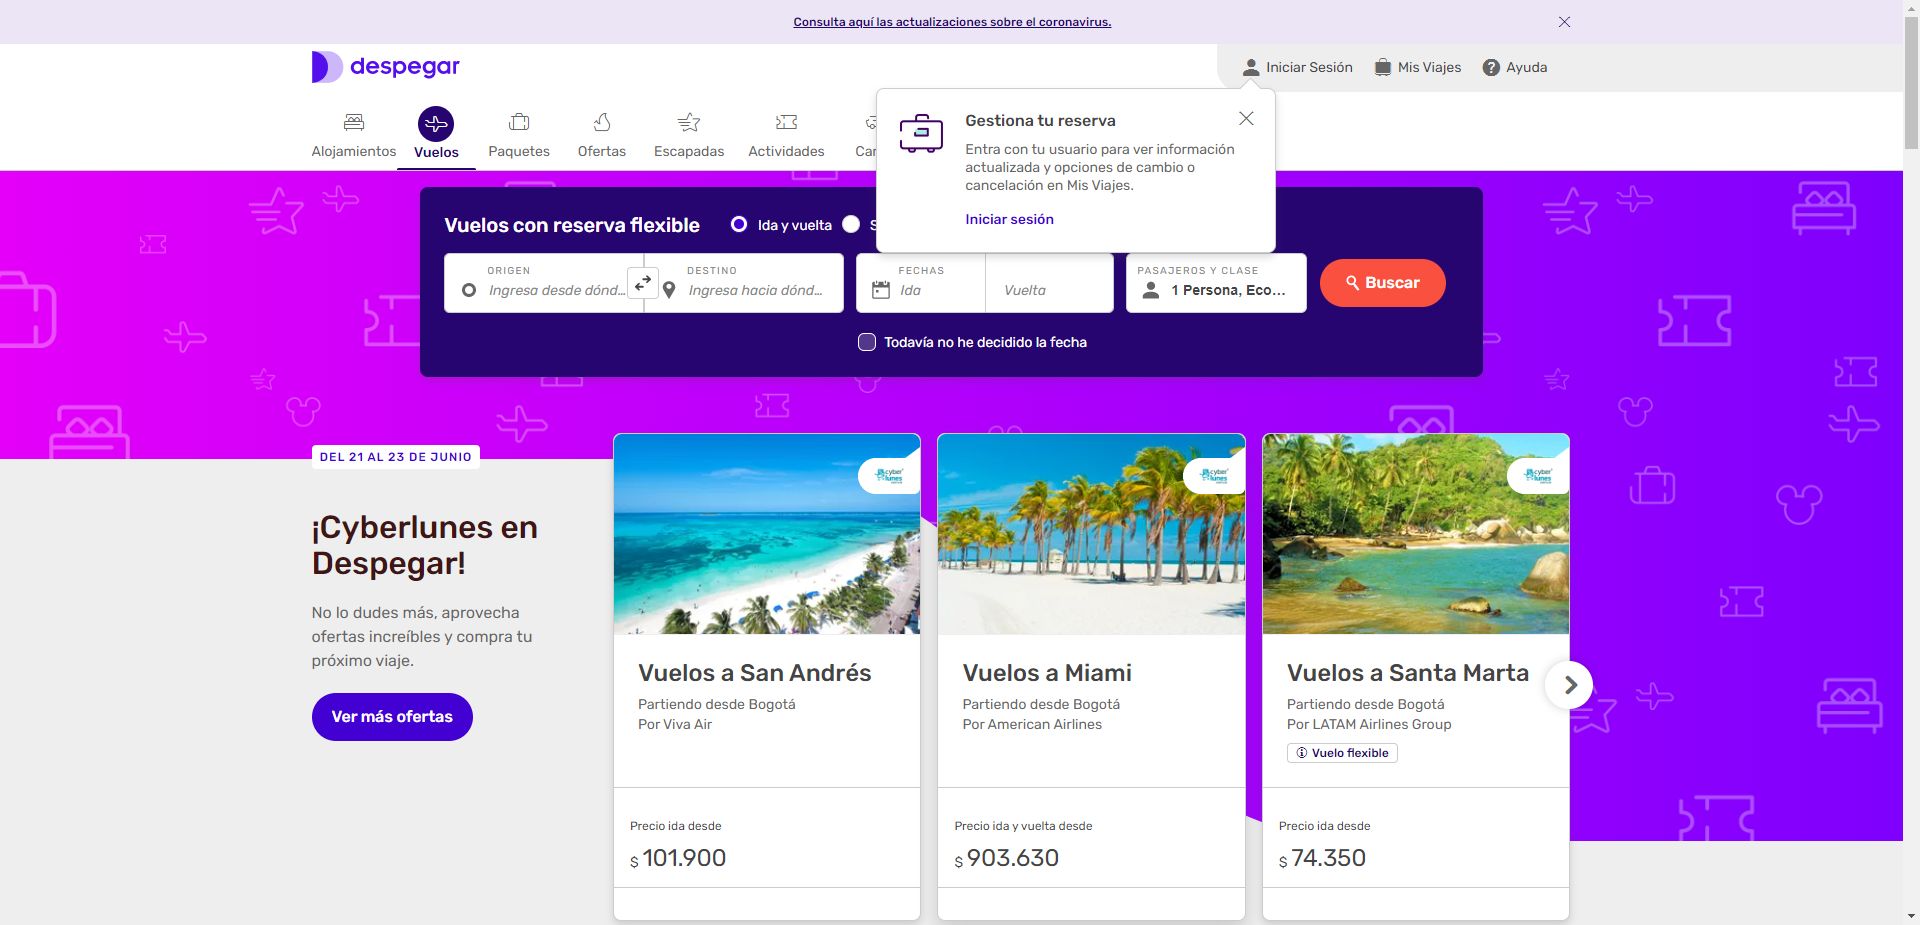 Consulta aquí las actualizaciones sobre el coronavirus.
despegar
Iniciar Sesión
Mis Viajes
Ayuda
Alojamientos
Vuelos
Paquetes
Ofertas
Escapadas
Actividades
Gestiona tu reserva
Entra con tu usuario para ver información
actualizada y opciones de cambio o
cancelación en Mis Viajes.
Iniciar sesión
Vuelos con reserva flexible
Ida y vuelta
ORIGEN
Ingresa desde dónd...
DESTINO
Ingresa hacia dónd...
FECHAS
Ida
Vuelta
PASAJEROS Y CLASE
1 Persona, Eco...
Buscar
Todavía no he decidido la fecha
DEL 21 AL 23 DE JUNIO
¡Cyberlunes en
Despegar!
No lo dudes más, aprovecha
ofertas increíbles y compra tu
próximo viaje.
Ver más ofertas
cyber
lunes
Vuelos a San Andrés
Partiendo desde Bogotá
Por Viva Air
Precio ida desde
$ 101.900
cyber
lunes
Vuelos a Miami
Partiendo desde Bogotá
Por American Airlines
Precio ida y vuelta desde
$ 903.630
cyber
lunes
Vuelos a Santa Marta
Partiendo desde Bogotá
Por LATAM Airlines Group
Vuelo flexible
Precio ida desde
$ 74.350